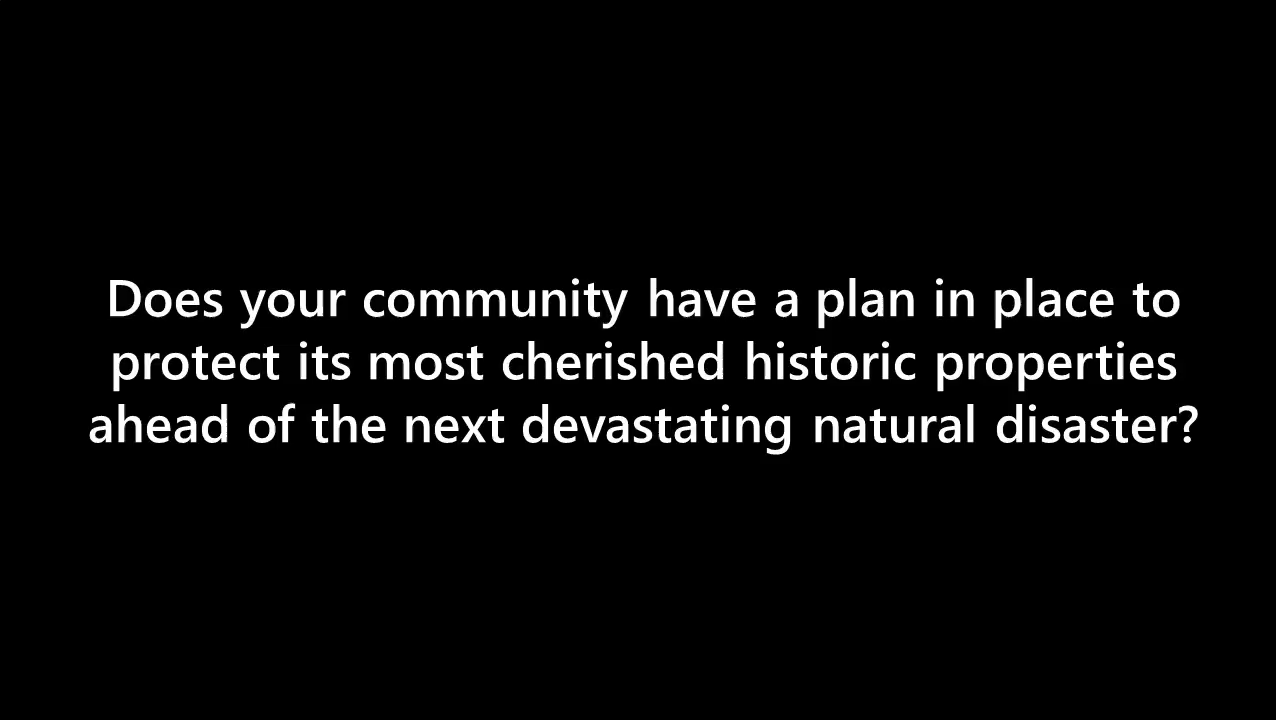 Does your community have a plan in place to
protect its most cherished historic properties
ahead of the next devastating natural disaster?